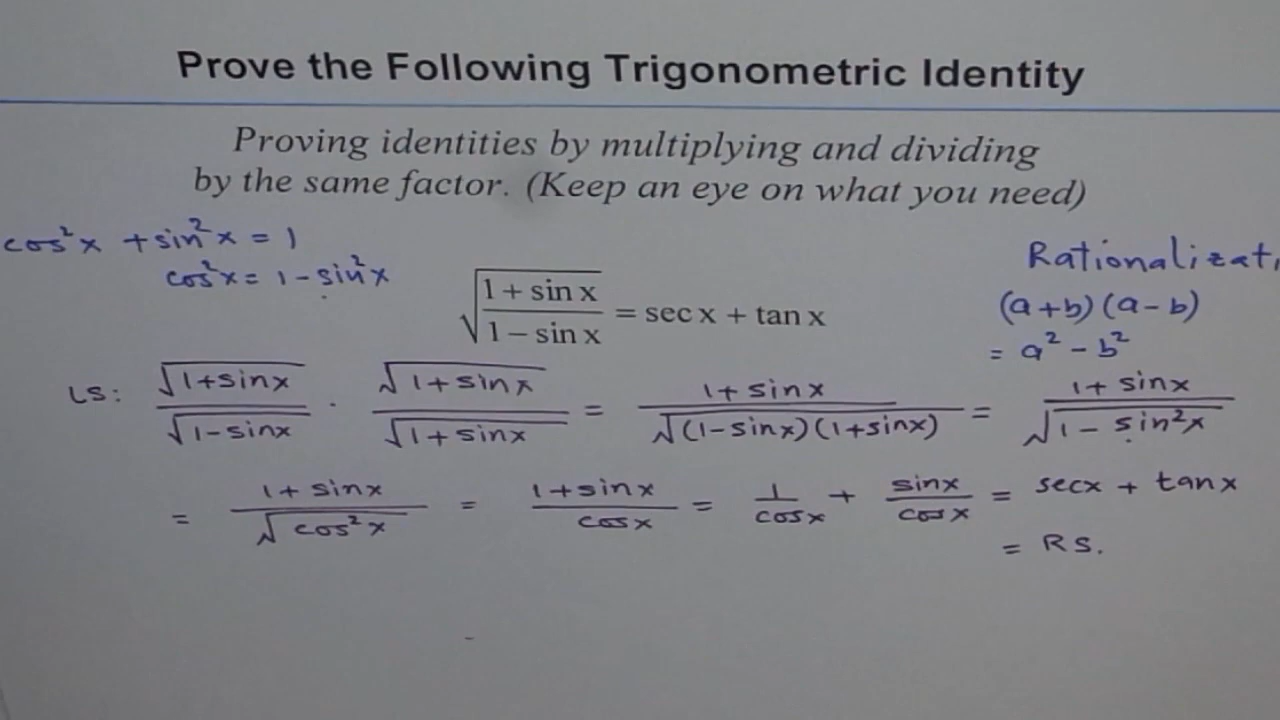 Prove the Following Trigonometric Identity
Proving identities by multiplying and dividing
by the same factor. (Keep an eye on what you need)
cos²x + sin²x = 1
cos²x = 1 - sin²x
Rationalizati
(a+b)(a-b)
= a² - b²
√((1 + sin x)/(1 − sin x)) = sec x + tan x
LS: √(1+sinx)/√(1-sinx) · √(1+sinx)/√(1+sinx) = (1+sinx)/√((1-sinx)(1+sinx)) = (1+sinx)/√(1-sin²x)
= (1+sinx)/√(cos²x) = (1+sinx)/cosx = 1/cosx + sinx/cosx = secx + tanx
= RS.